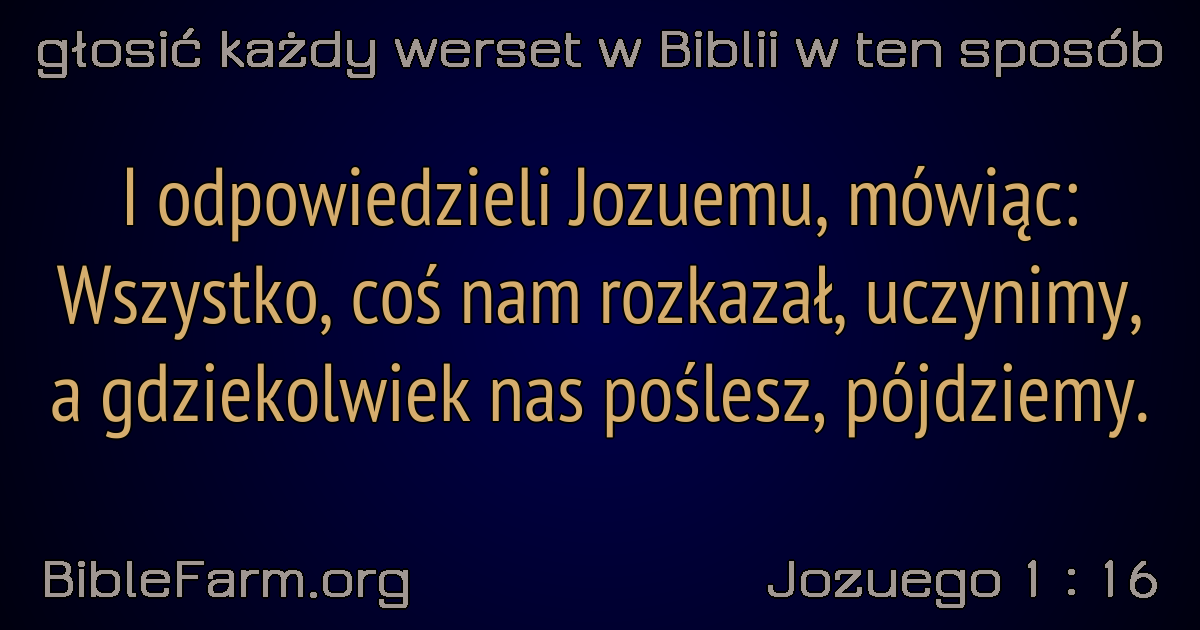 głosić każdy werset w Biblii w ten sposób
I odpowiedzieli Jozuemu, mówiąc:
Wszystko, coś nam rozkazał, uczynimy,
a gdziekolwiek nas poślesz, pójdziemy.
BibleFarm.org
Jozuego 1 : 16